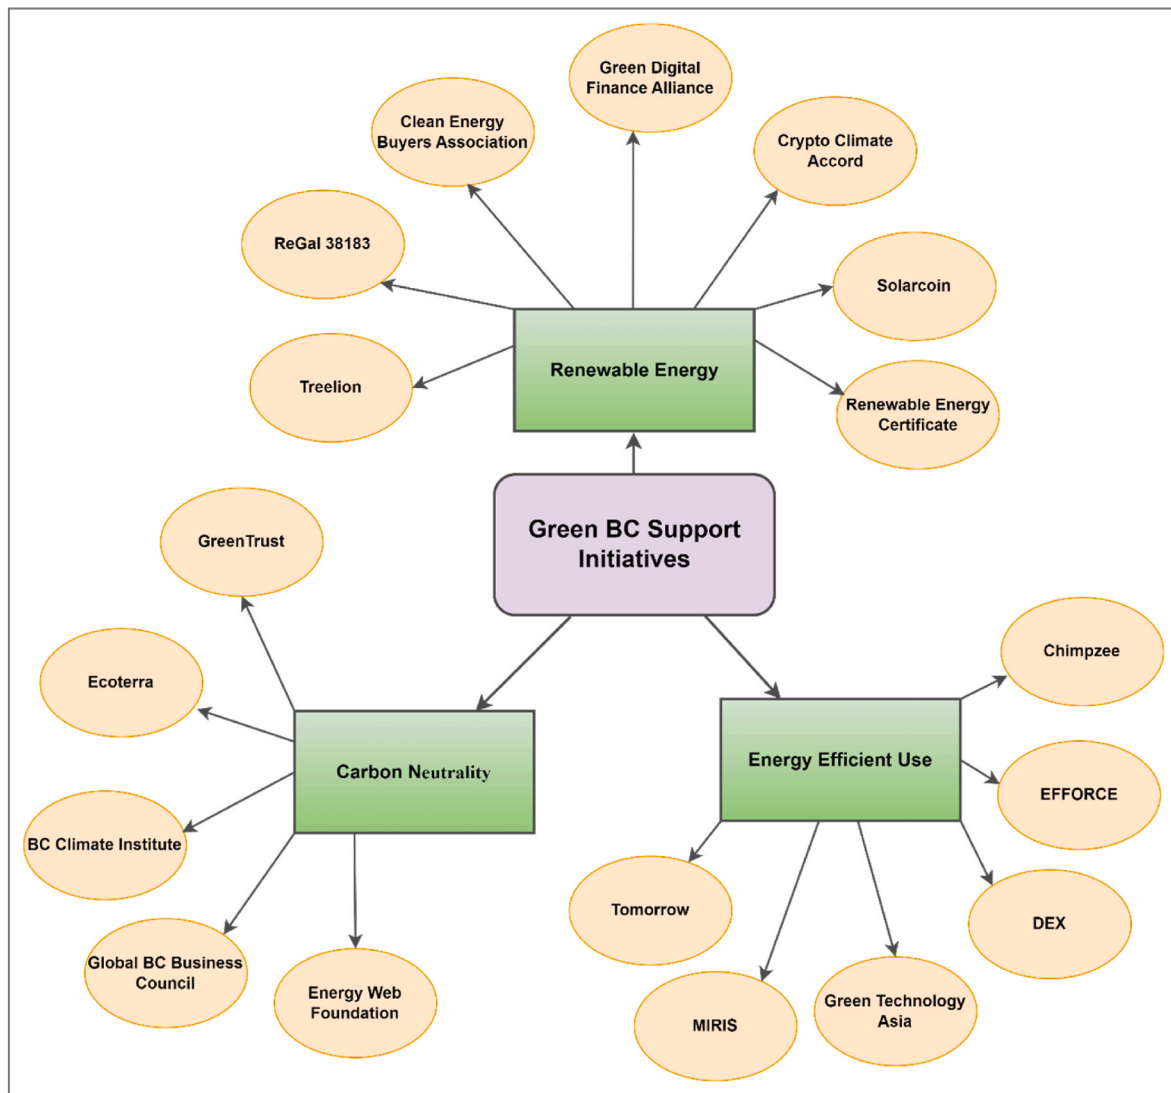 Green Digital
Finance Alliance
Clean Energy
Buyers Association
Crypto Climate
Accord
ReGal 38183
Solarcoin
Treelion
Renewable Energy
Renewable Energy
Certificate
Green BC Support
Initiatives
GreenTrust
Ecoterra
BC Climate Institute
Global BC Business
Council
Energy Web
Foundation
Carbon Neutrality
Energy Efficient Use
Chimpzee
EFFORCE
DEX
Green Technology
Asia
MIRIS
Tomorrow